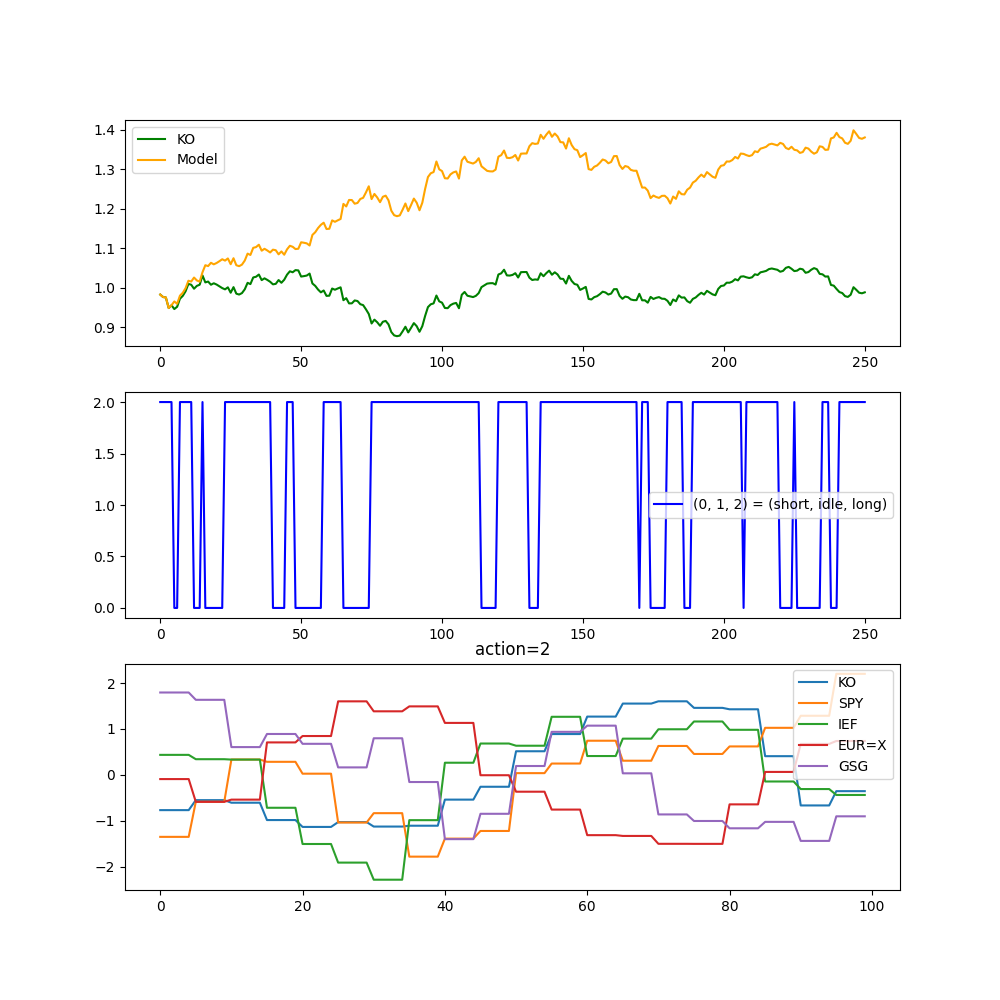 1.4
1.3
1.2
1.1
1.0
0.9
KO
Model
0 50 100 150 200 250
2.0
1.5
1.0
0.5
0.0
(0, 1, 2) = (short, idle, long)
0 50 100 150 200 250
action=2
2
1
0
−1
−2
KO
SPY
IEF
EUR=X
GSG
0 20 40 60 80 100